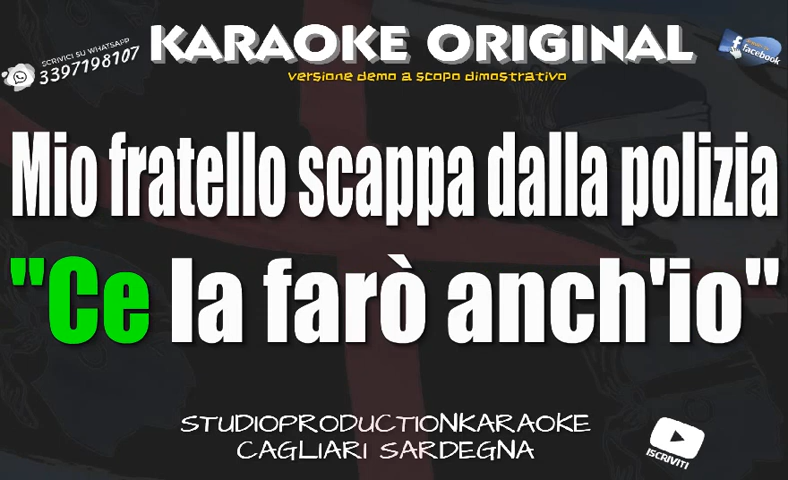 SCRIVICI SU WHATSAPP
3397198107
KARAOKE ORIGINAL
versione demo a scopo dimostrativo
facebook
Mio fratello scappa dalla polizia
"Ce la farò anch'io"
STUDIOPRODUCTIONKARAOKE
CAGLIARI SARDEGNA
ISCRIVITI